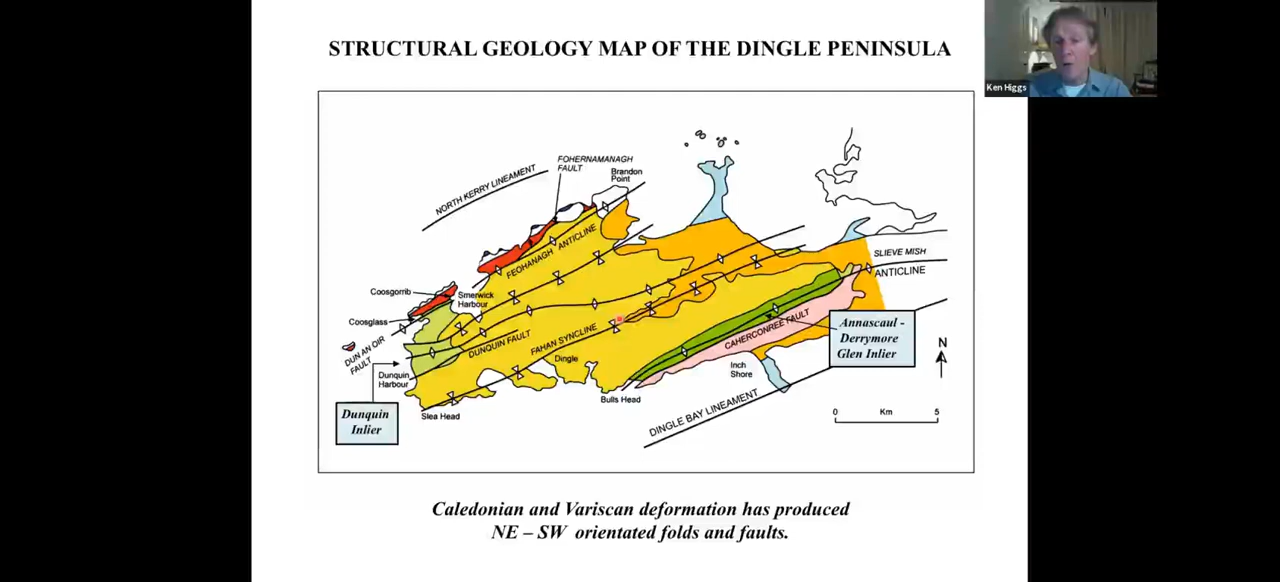 STRUCTURAL GEOLOGY MAP OF THE DINGLE PENINSULA
Ken Higgs
FOHERNAMANAGH
FAULT
Brandon
Point
NORTH KERRY LINEAMENT
FEOHANAGH ANTICLINE
SLIEVE MISH
ANTICLINE
Coosgorrib
Smerwick
Harbour
Coosglass
DUN AN OIR
FAULT
DUNQUIN FAULT
FAHAN SYNCLINE
CAHERCONREE FAULT
Annascaul -
Derrymore
Glen Inlier
N
Dingle
Inch
Shore
Dunquin
Harbour
Bulls Head
Slea Head
DINGLE BAY LINEAMENT
0 Km 5
Dunquin
Inlier
Caledonian and Variscan deformation has produced
NE – SW orientated folds and faults.